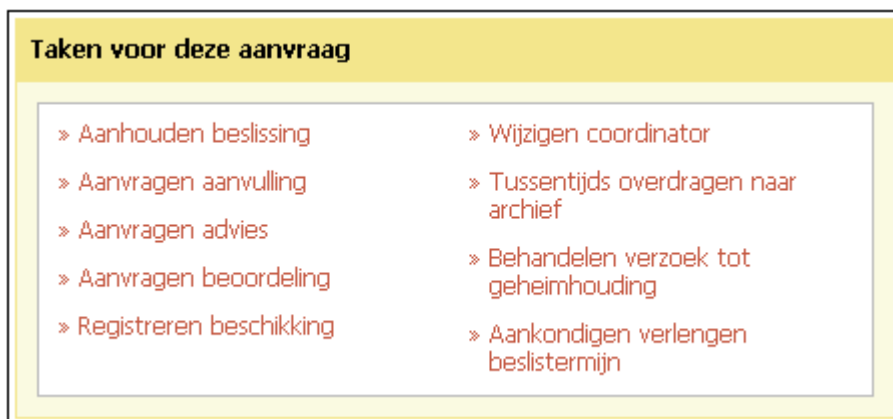 Taken voor deze aanvraag
» Aanhouden beslissing
» Aanvragen aanvulling
» Aanvragen advies
» Aanvragen beoordeling
» Registreren beschikking
» Wijzigen coordinator
» Tussentijds overdragen naar
archief
» Behandelen verzoek tot
geheimhouding
» Aankondigen verlengen
beslistermijn